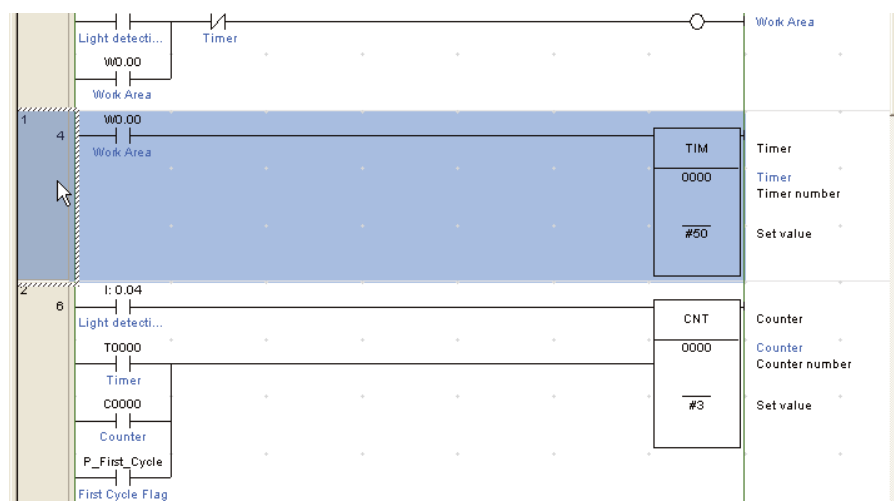 Light detecti...
Timer
Work Area
W0.00
Work Area
1
4
W0.00
Work Area
TIM
Timer
0000
Timer
Timer number
#50
Set value
2
6
I: 0.04
Light detecti...
CNT
Counter
T0000
Timer
0000
Counter
Counter number
C0000
Counter
#3
Set value
P_First_Cycle
First Cycle Flag